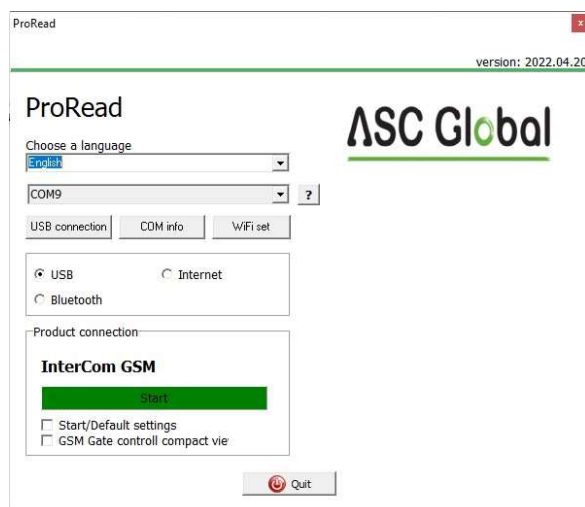 ProRead
version: 2022.04.20
ProRead
ASC Global
Choose a language
English
COM9
?
USB connection COM info WiFi set
USB Internet
Bluetooth
Product connection
InterCom GSM
Start
Start/Default settings
GSM Gate controll compact vie
Quit